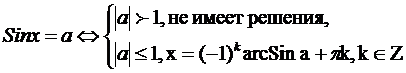 |a| ≻ 1, не имеет решения,
Sinx = a ⇔ {
|a| ≤ 1, x = (−1)^k arcSin a + πk, k ∈ Z